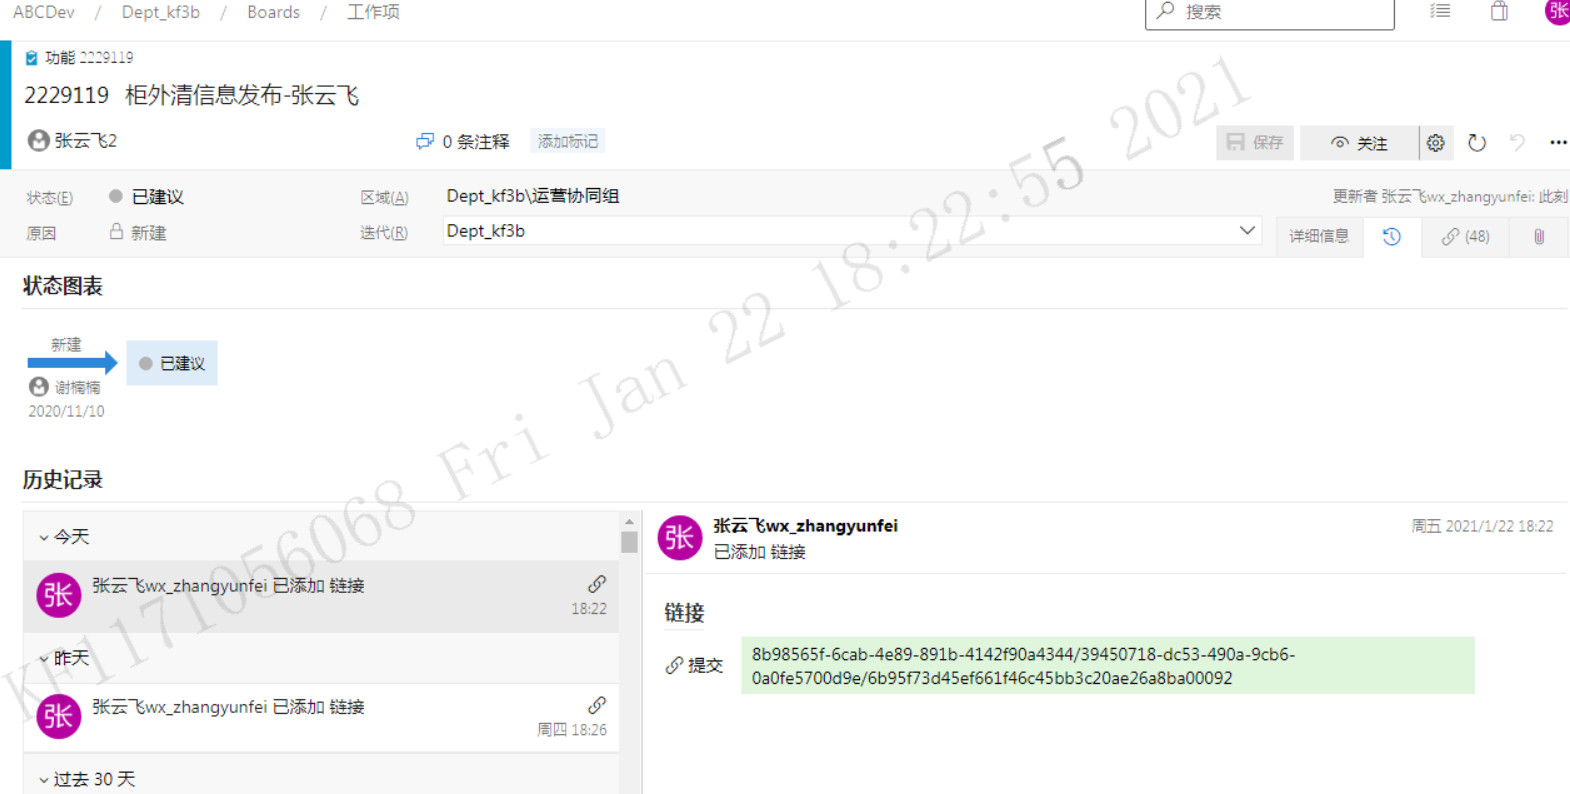 ABCDev / Dept_kf3b / Boards / 工作项
搜索
张
功能 2229119
2229119 柜外清信息发布-张云飞
张云飞2
0 条注释
添加标记
保存
关注
状态(E) 已建议
区域(A) Dept_kf3b\运营协同组
更新者 张云飞wx_zhangyunfei: 此刻
原因 新建
迭代(R) Dept_kf3b
详细信息
(48)
状态图表
新建
已建议
谢楠楠
2020/11/10
历史记录
今天
张
张云飞wx_zhangyunfei 已添加 链接
18:22
昨天
张
张云飞wx_zhangyunfei 已添加 链接
周四 18:26
过去 30 天
张
张云飞wx_zhangyunfei
周五 2021/1/22 18:22
已添加 链接
链接
提交
8b98565f-6cab-4e89-891b-4142f90a4344/39450718-dc53-490a-9cb6-
0a0fe5700d9e/6b95f73d45ef661f46c45bb3c20ae26a8ba00092
KF1171056068 Fri Jan 22 18:22:55 2021